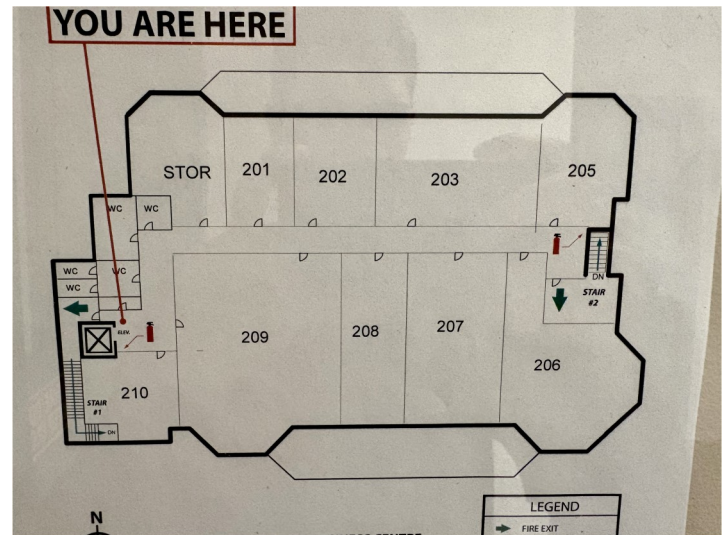 YOU ARE HERE
STOR
201
202
203
205
WC
WC
WC
WC
WC
DN
STAIR
#2
ELEV.
209
208
207
206
210
STAIR
#1
DN
N
CENTRE
LEGEND
FIRE EXIT